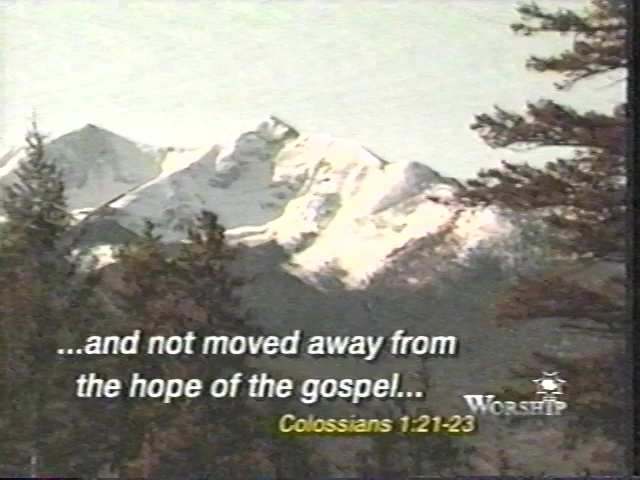 ...and not moved away from
the hope of the gospel...
Colossians 1:21-23
WORSHIP